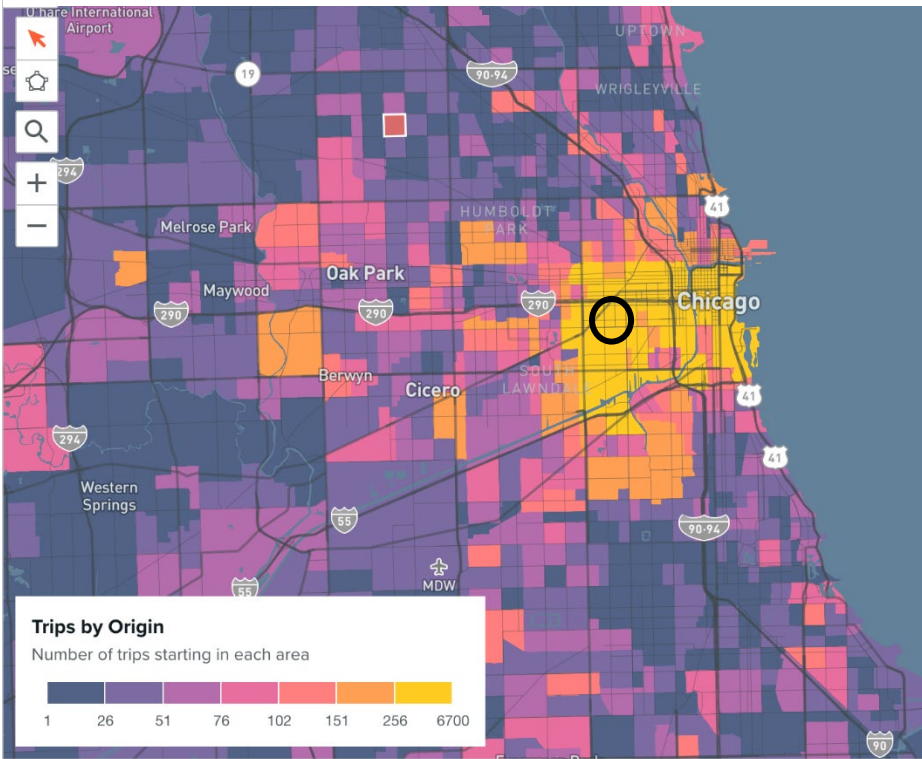 O'hare International
Airport
UPTOWN
19
90-94
WRIGLEYVILLE
294
41
HUMBOLDT
PARK
Melrose Park
Oak Park
Maywood
290
290
290
Chicago
Berwyn
Cicero
SOUTH
LAWNDALE
41
294
41
Western
Springs
55
90-94
MDW
55
Trips by Origin
Number of trips starting in each area
1 26 51 76 102 151 256 6700
90